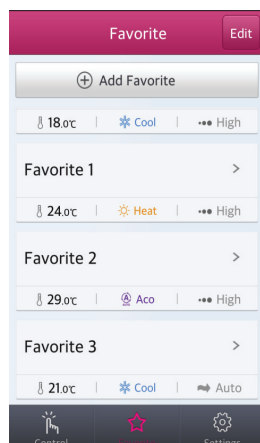 Favorite
Edit
Add Favorite
18.0℃ Cool High
Favorite 1
24.0℃ Heat High
Favorite 2
29.0℃ Aco High
Favorite 3
21.0℃ Cool Auto
Control Settings